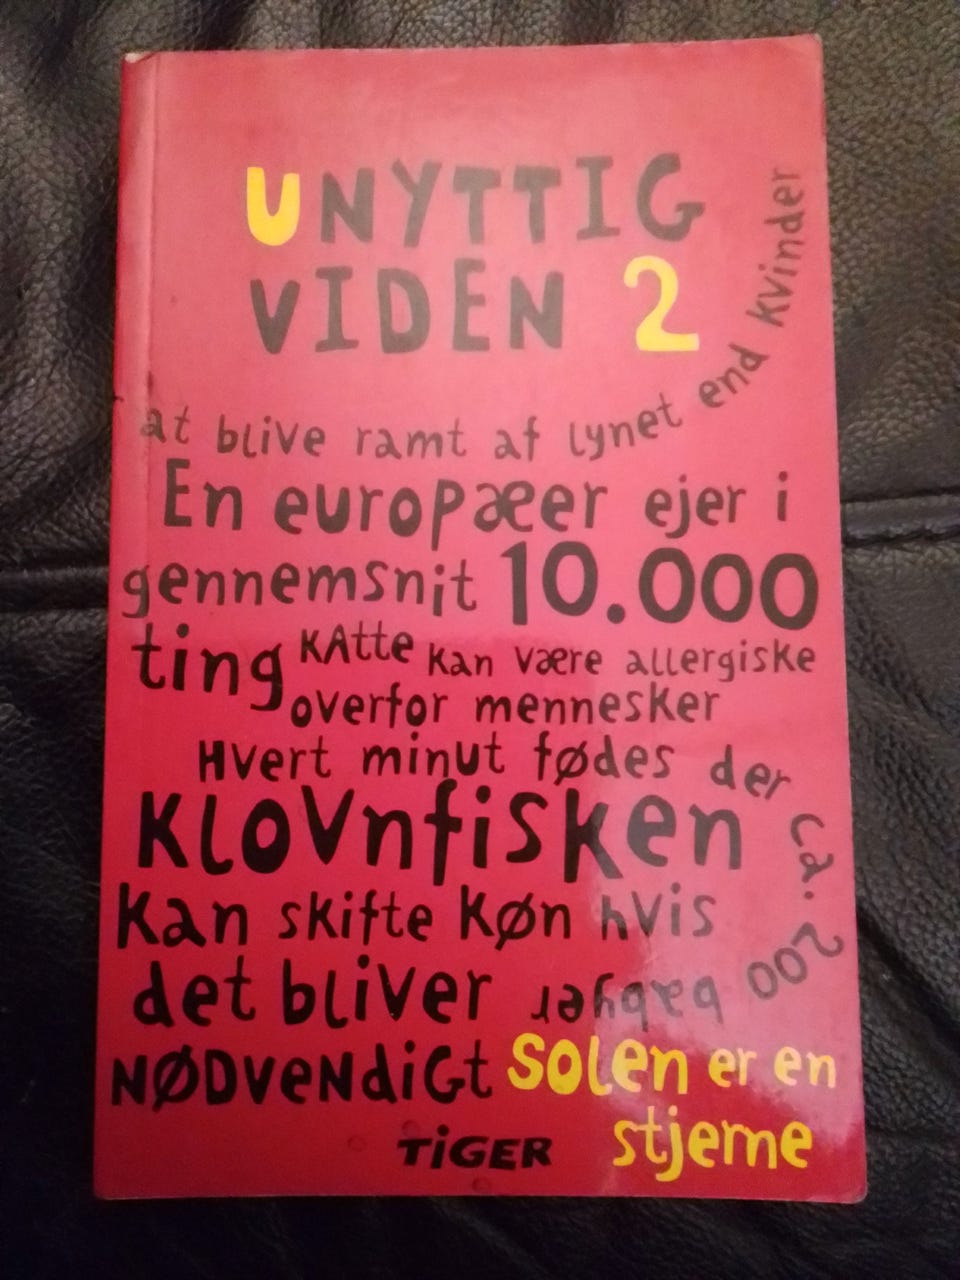 UNYTTIG
VIDEN 2
at blive ramt af lynet end kvinder
En europæer ejer i
gennemsnit 10.000
ting
KAtte kan være allergiske
overfor mennesker
Hvert minut fødes der ca. 200 babyer
Klovnfisken
kan skifte køn hvis
det bliver
NØDvENdiGt
Solen er en
stjerne
TiGER